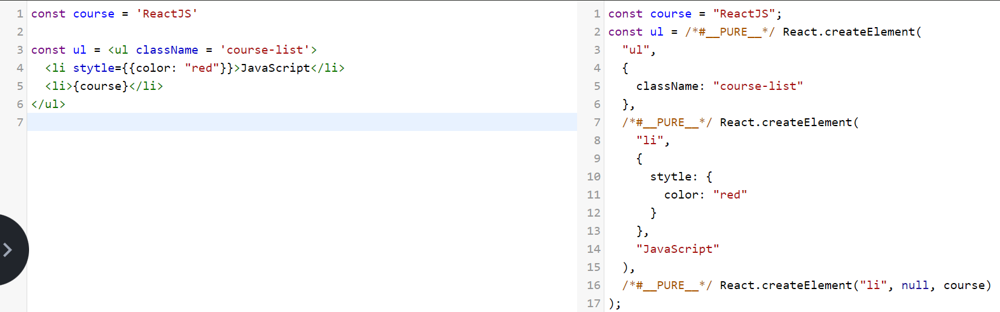 1 const course = 'ReactJS'
2
3 const ul = <ul className = 'course-list'>
4   <li stytle={{color: "red"}}>JavaScript</li>
5   <li>{course}</li>
6 </ul>
7
1 const course = "ReactJS";
2 const ul = /*#__PURE__*/ React.createElement(
3   "ul",
4   {
5     className: "course-list"
6   },
7   /*#__PURE__*/ React.createElement(
8     "li",
9     {
10       stytle: {
11         color: "red"
12       }
13     },
14     "JavaScript"
15   ),
16   /*#__PURE__*/ React.createElement("li", null, course)
17 );